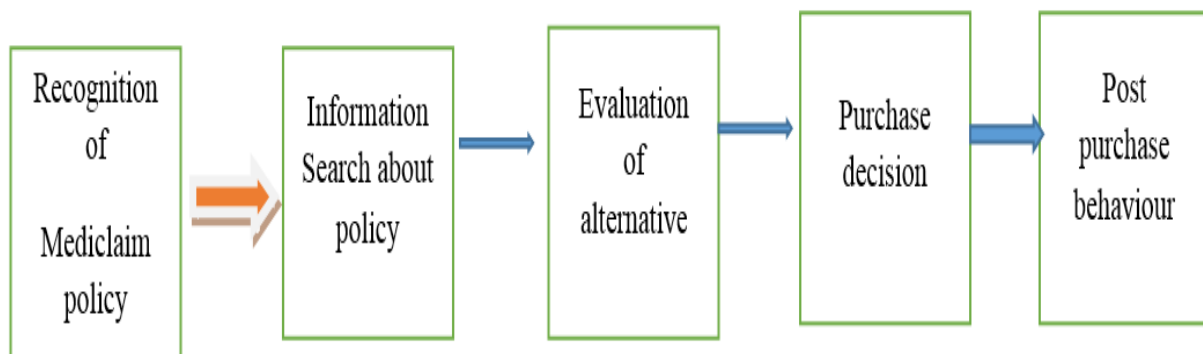 Recognition
of
Mediclaim
policy
Information
Search about
policy
Evaluation
of
alternative
Purchase
decision
Post
purchase
behaviour